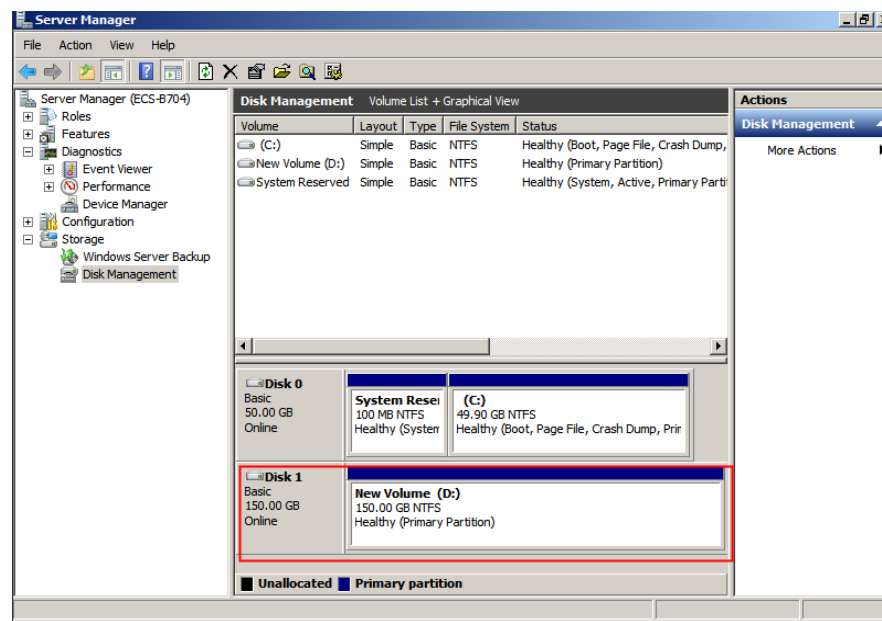 Server Manager
File Action View Help
Server Manager (ECS-B704)
Roles
Features
Diagnostics
Event Viewer
Performance
Device Manager
Configuration
Storage
Windows Server Backup
Disk Management
Disk Management Volume List + Graphical View
Volume Layout Type File System Status
(C:) Simple Basic NTFS Healthy (Boot, Page File, Crash Dump,
New Volume (D:) Simple Basic NTFS Healthy (Primary Partition)
System Reserved Simple Basic NTFS Healthy (System, Active, Primary Parti
Disk 0
Basic
50.00 GB
Online
System Reser
100 MB NTFS
Healthy (System
(C:)
49.90 GB NTFS
Healthy (Boot, Page File, Crash Dump, Prin
Disk 1
Basic
150.00 GB
Online
New Volume (D:)
150.00 GB NTFS
Healthy (Primary Partition)
Unallocated Primary partition
Actions
Disk Management
More Actions